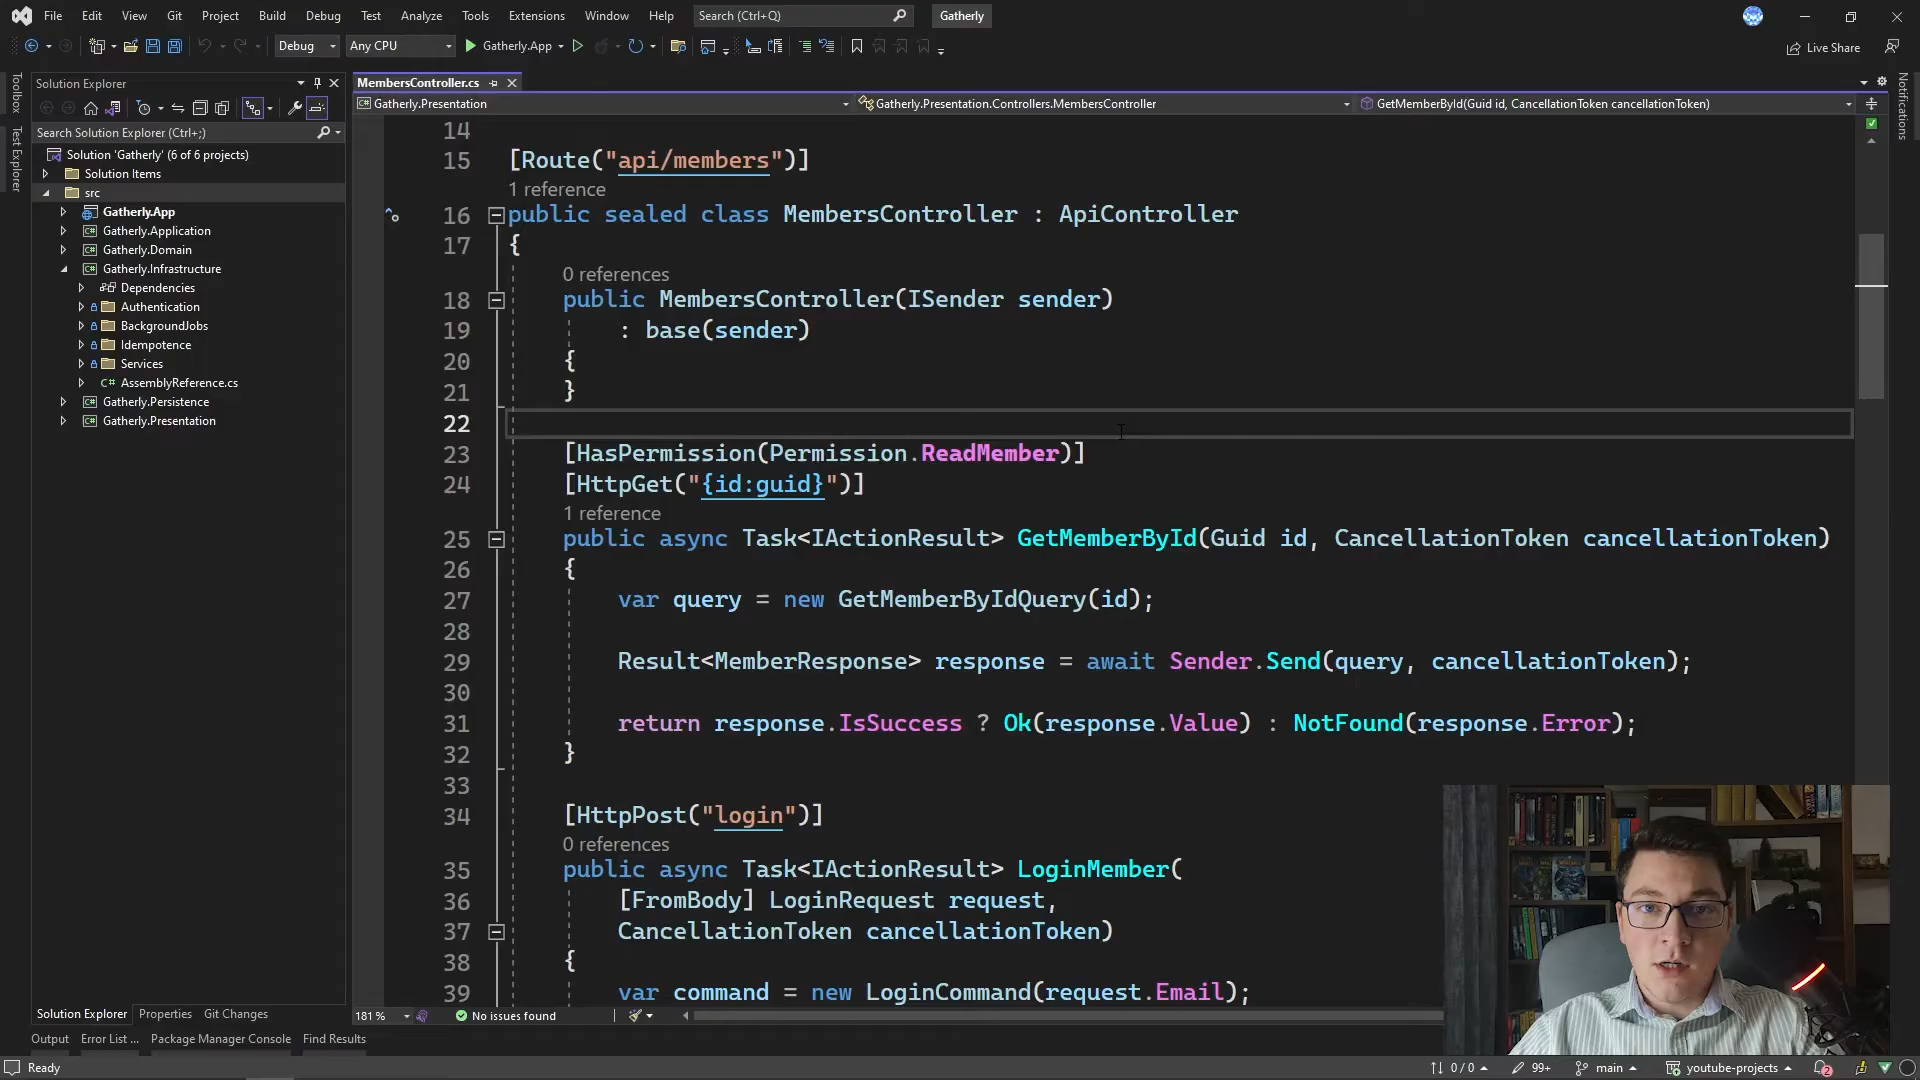 File Edit View Git Project Build Debug Test Analyze Tools Extensions Window Help Search (Ctrl+Q) Gatherly
Debug Any CPU Gatherly.App Live Share
Toolbox
Test Explorer
Notifications
Solution Explorer
Search Solution Explorer (Ctrl+;)
Solution 'Gatherly' (6 of 6 projects)
Solution Items
src
Gatherly.App
Gatherly.Application
Gatherly.Domain
Gatherly.Infrastructure
Dependencies
Authentication
BackgroundJobs
Idempotence
Services
AssemblyReference.cs
Gatherly.Persistence
Gatherly.Presentation
MembersController.cs
Gatherly.Presentation Gatherly.Presentation.Controllers.MembersController GetMemberById(Guid id, CancellationToken cancellationToken)
14
15 [Route("api/members")]
1 reference
16 public sealed class MembersController : ApiController
17 {
0 references
18 public MembersController(ISender sender)
19 : base(sender)
20 {
21 }
22
23 [HasPermission(Permission.ReadMember)]
24 [HttpGet("{id:guid}")]
1 reference
25 public async Task<IActionResult> GetMemberById(Guid id, CancellationToken cancellationToken)
26 {
27 var query = new GetMemberByIdQuery(id);
28
29 Result<MemberResponse> response = await Sender.Send(query, cancellationToken);
30
31 return response.IsSuccess ? Ok(response.Value) : NotFound(response.Error);
32 }
33
34 [HttpPost("login")]
0 references
35 public async Task<IActionResult> LoginMember(
36 [FromBody] LoginRequest request,
37 CancellationToken cancellationToken)
38 {
39 var command = new LoginCommand(request.Email);
Solution Explorer Properties Git Changes
181 % No issues found
Output Error List ... Package Manager Console Find Results
Ready 0 / 0 99+ main youtube-projects 2